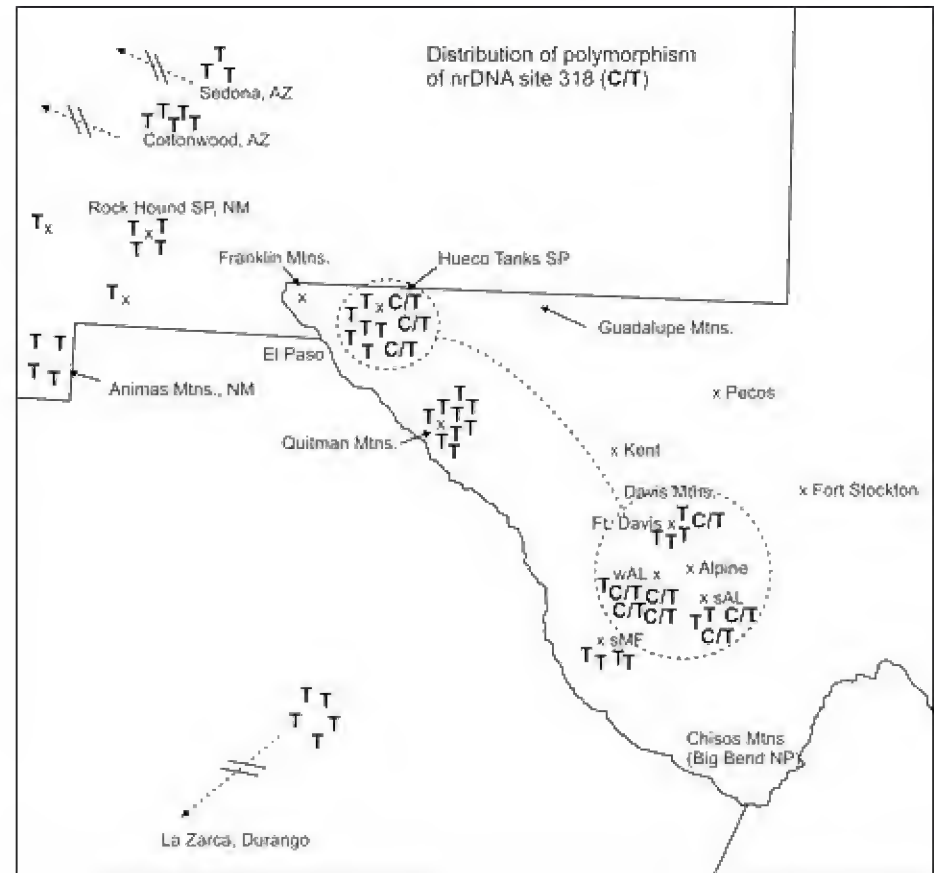 Distribution of polymorphism
of nrDNA site 318 (C/T)
T
T T
Sedona, AZ
T T T T T
Cottonwood, AZ
Rock Hound SP, NM
T x
T x T
T T T
T x
Franklin Mtns.
x
Hueco Tanks SP
T x C/T
T
T T T C/T
T T C/T
Guadalupe Mtns.
El Paso
T T
T T
Animas Mtns., NM
x Pecos
T T
T T T T
x
T T T
T
Quitman Mtns.
x Kent
Davis Mtns.
x Fort Stockton
Ft. Davis x T C/T
T T T
wAL x
x Alpine
T C/T C/T
C/T C/T
x sAL
T T C/T
C/T
x sMF
T T T T
T T
T T
T
Chisos Mtns
(Big Bend NP)
La Zarca, Durango